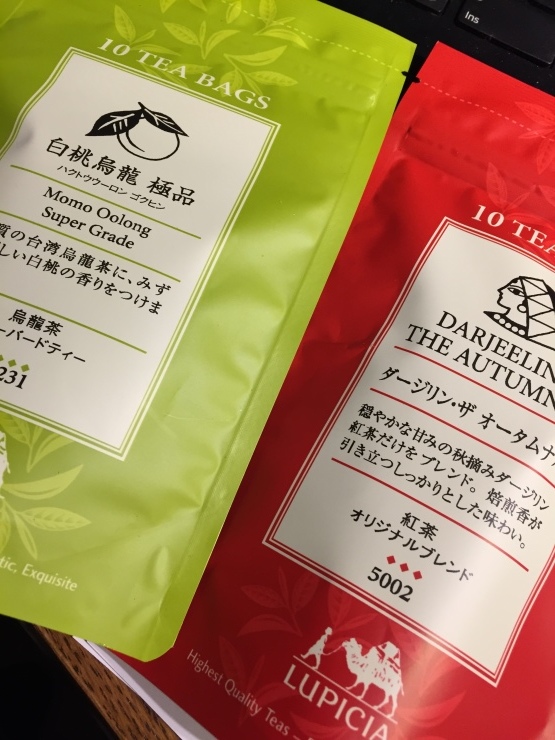 Ins
10 TEA BAGS
白桃烏龍 極品
ハクトウウーロン ゴクヒン
Momo Oolong
Super Grade
質の台湾烏龍茶に、みず
しい白桃の香りをつけま
烏龍茶
ーバードティー
231
tic, Exquisite
10 TEA
DARJEELIN
THE AUTUMN
ダージリン・ザ オータムナ
穏やかな甘みの秋摘みダージリン
紅茶だけをブレンド。焙煎香が
引き立つしっかりとした味わい。
紅茶
オリジナルブレンド
5002
LUPICIA
Highest Quality Teas –